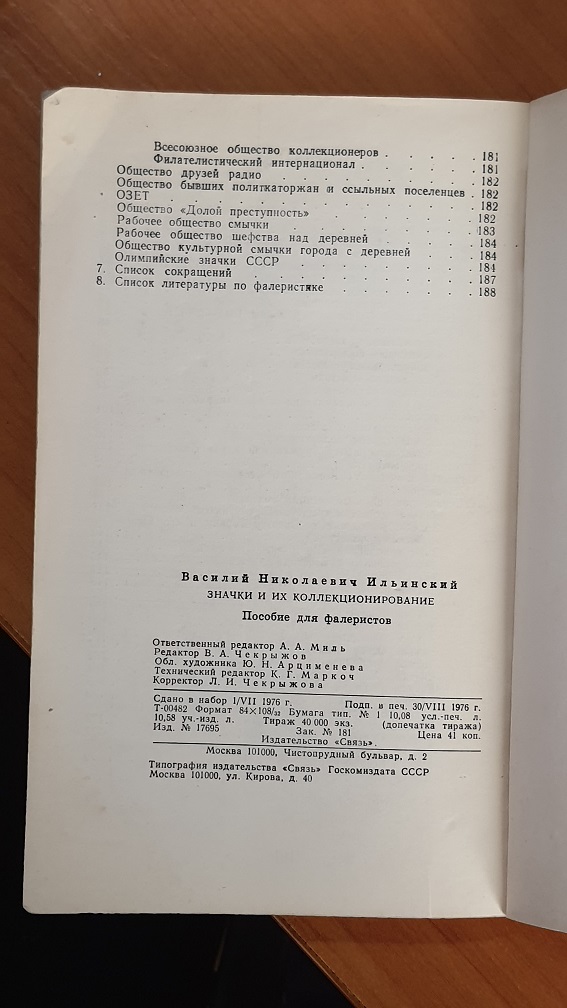 Всесоюзное общество коллекционеров . . . . . 181
Филателистический интернационал . . . . . . 181
Общество друзей радио . . . . . . . . 182
Общество бывших политкаторжан и ссыльных поселенцев . 182
ОЗЕТ . . . . . . . . . . . . 182
Общество «Долой преступность» . . . . . . . 182
Рабочее общество смычки . . . . . . . . 183
Рабочее общество шефства над деревней . . . . . 184
Общество культурной смычки города с деревней . . . 184
Олимпийские значки СССР . . . . . . . . 184
7. Список сокращений . . . . . . . . . 187
8. Список литературы по фалеристике . . . . . . 188
Василий Николаевич Ильинский
ЗНАЧКИ И ИХ КОЛЛЕКЦИОНИРОВАНИЕ
Пособие для фалеристов
Ответственный редактор А. А. Миль
Редактор В. А. Чекрыжов
Обл. художника Ю. Н. Арцименева
Технический редактор К. Г. Маркоч
Корректор Л. И. Чекрыжова
Сдано в набор 1/VII 1976 г. Подп. в печ. 30/VIII 1976 г.
Т-00482 Формат 84×108/32 Бумага тип. № 1 10,08 усл.-печ. л.
10,58 уч.-изд. л. Тираж 40 000 экз. (допечатка тиража)
Изд. № 17695 Зак. № 181 Цена 41 коп.
Издательство «Связь».
Москва 101000, Чистопрудный бульвар, д. 2
Типография издательства «Связь» Госкомиздата СССР
Москва 101000, ул. Кирова, д. 40